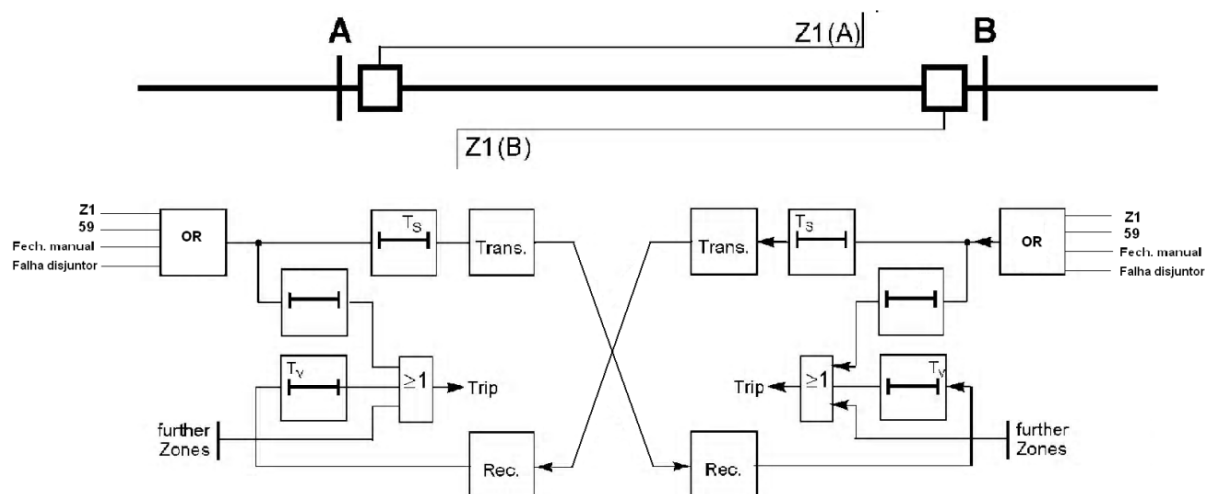 A
Z1(A)
B
Z1(B)
Z1
59
Fech. manual
Falha disjuntor
OR
TS
Trans.
Trans.
TS
OR
Z1
59
Fech. manual
Falha disjuntor
TV
≥1
Trip
Trip
≥1
TV
further
Zones
Rec.
Rec.
further
Zones